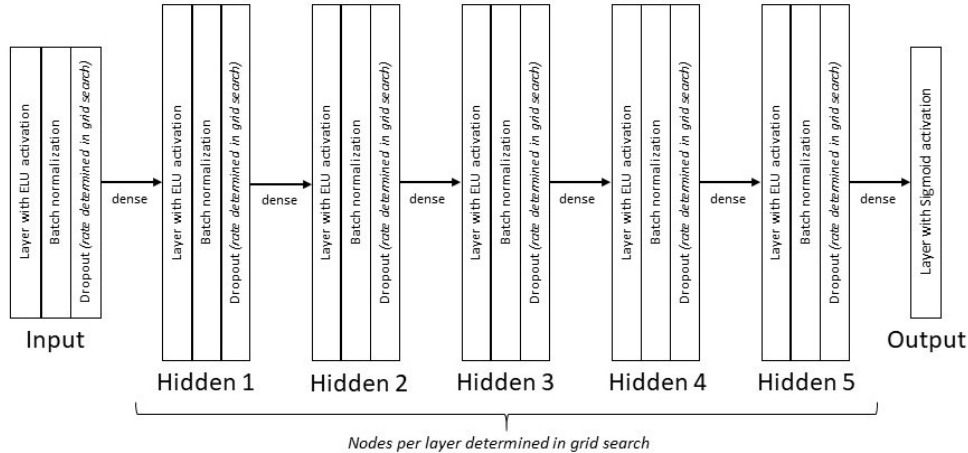 Layer with ELU activation
Batch normalization
Dropout (rate determined in grid search)
Input
dense
Layer with ELU activation
Batch normalization
Dropout (rate determined in grid search)
Hidden 1
dense
Layer with ELU activation
Batch normalization
Dropout (rate determined in grid search)
Hidden 2
dense
Layer with ELU activation
Batch normalization
Dropout (rate determined in grid search)
Hidden 3
dense
Layer with ELU activation
Batch normalization
Dropout (rate determined in grid search)
Hidden 4
dense
Layer with ELU activation
Batch normalization
Dropout (rate determined in grid search)
Hidden 5
dense
Layer with Sigmoid activation
Output
Nodes per layer determined in grid search